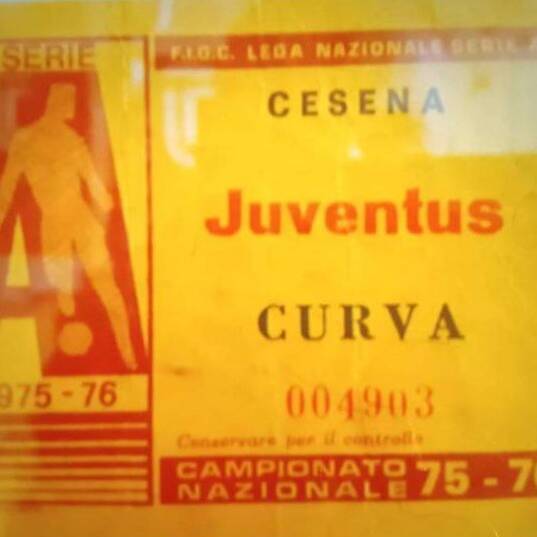 SERIE
A
975-76
F.I.G.C. LEGA NAZIONALE SERIE A
CESENA
Juventus
CURVA
004903
Conservare per il controllo
CAMPIONATO
NAZIONALE 75-76